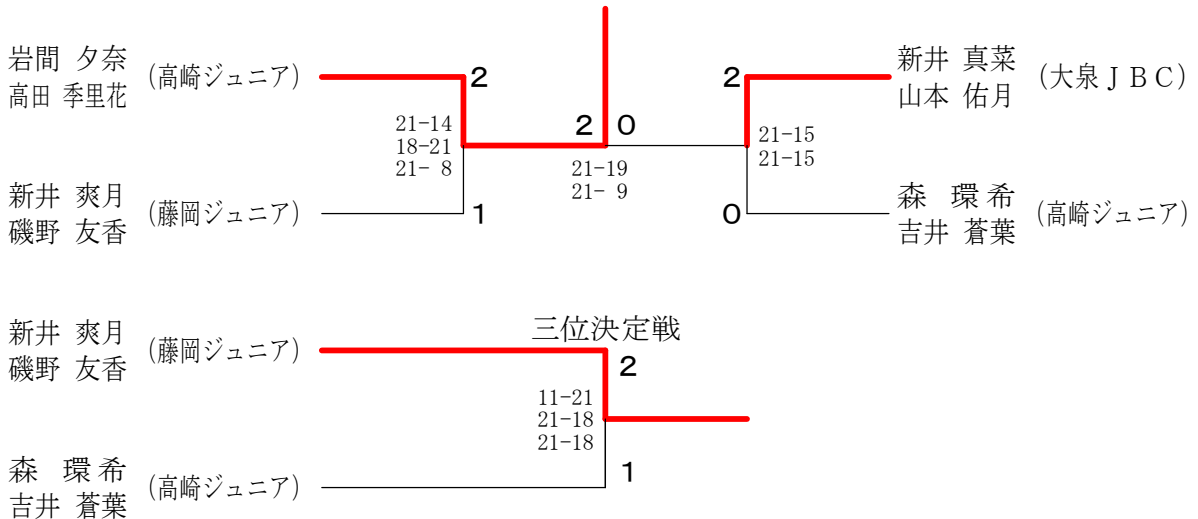 岩間 夕奈
高田 季里花
(高崎ジュニア)
2
21-14
18-21
21- 8
新井 爽月
磯野 友香
(藤岡ジュニア)
1
2 0
21-19
21- 9
2
新井 真菜
山本 佑月
(大泉ＪＢＣ)
21-15
21-15
0
森 環希
吉井 蒼葉
(高崎ジュニア)
三位決定戦
新井 爽月
磯野 友香
(藤岡ジュニア)
2
11-21
21-18
21-18
森 環希
吉井 蒼葉
(高崎ジュニア)
1